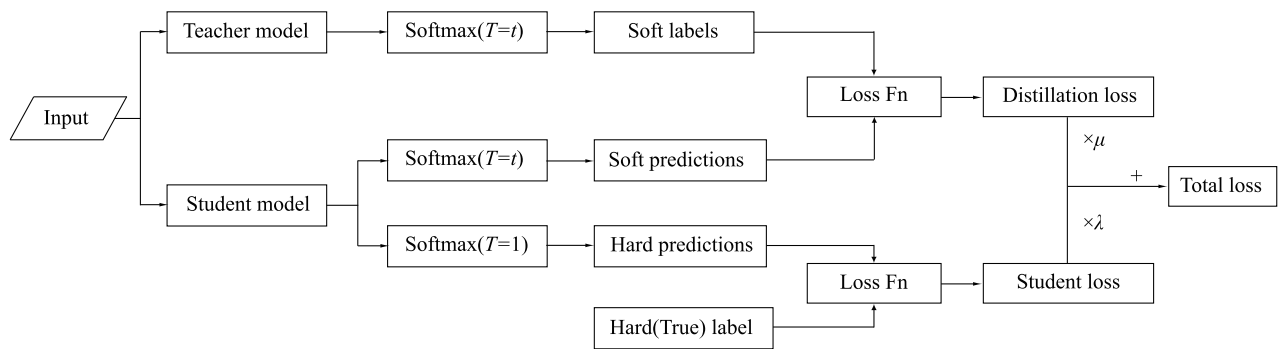 Teacher model
Softmax(T=t)
Soft labels
Input
Loss Fn
Distillation loss
×μ
Softmax(T=t)
Soft predictions
+
Total loss
Student model
×λ
Softmax(T=1)
Hard predictions
Loss Fn
Student loss
Hard(True) label